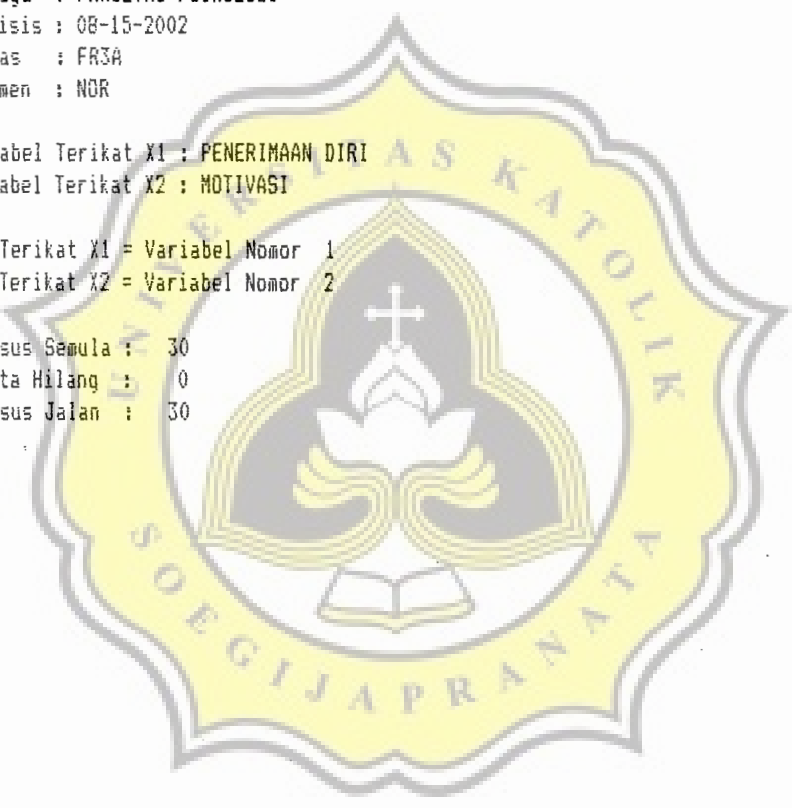 isis : 08-15-2002
as : FR3A
men : NOR
abel Terikat X1 : PENERIMAAN DIRI
abel Terikat X2 : MOTIVASI
Terikat X1 = Variabel Nomor 1
Terikat X2 = Variabel Nomor 2
sus Semula : 30
ta Hilang : 0
sus Jalan : 30
UNIVERSITAS KATOLIK
SOEGIJAPRANATA